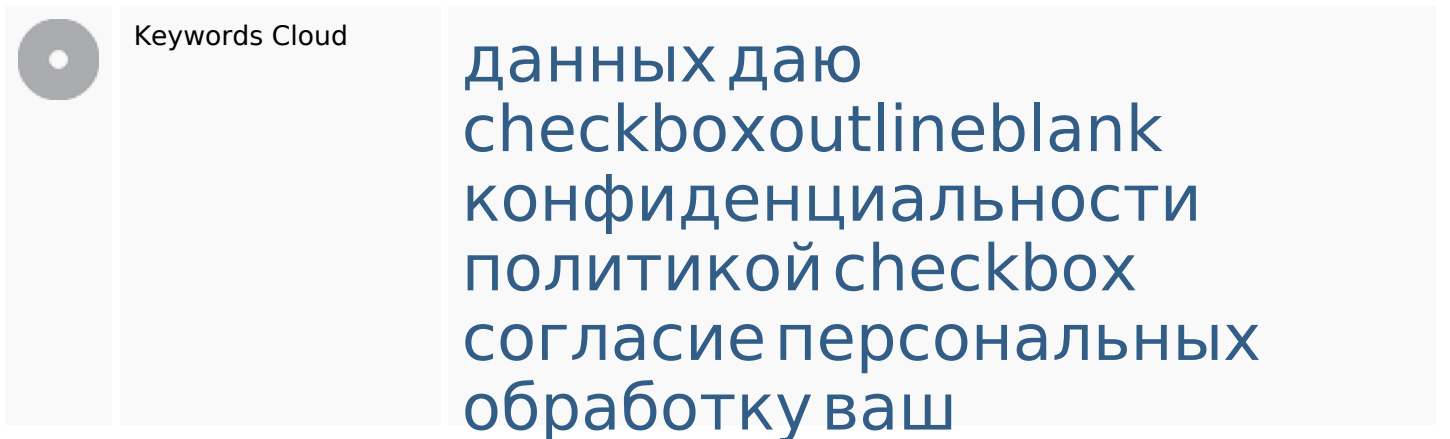 Keywords Cloud
данных даю
checkboxoutlineblank
конфиденциальности
политикой checkbox
согласие персональных
обработку ваш